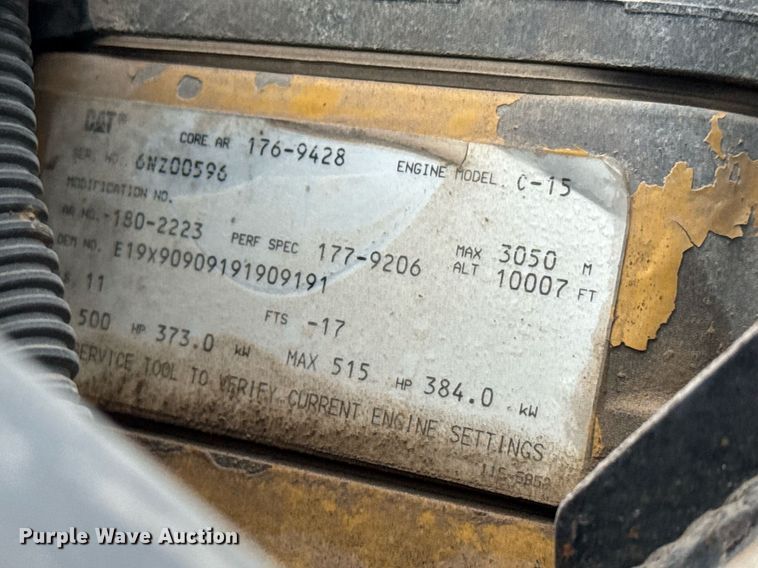 CAT® CORE AR 176-9428
SER. NO. 6NZ00596 ENGINE MODEL C-15
MODIFICATION NO.
AR NO. -180-2223 PERF SPEC 177-9206 MAX ALT 3050 M 10007 FT
OEM NO. E19X90909191909191
11 FTS -17
500 HP 373.0 kW MAX 515 HP 384.0 kW
SERVICE TOOL TO VERIFY CURRENT ENGINE SETTINGS
Purple Wave Auction